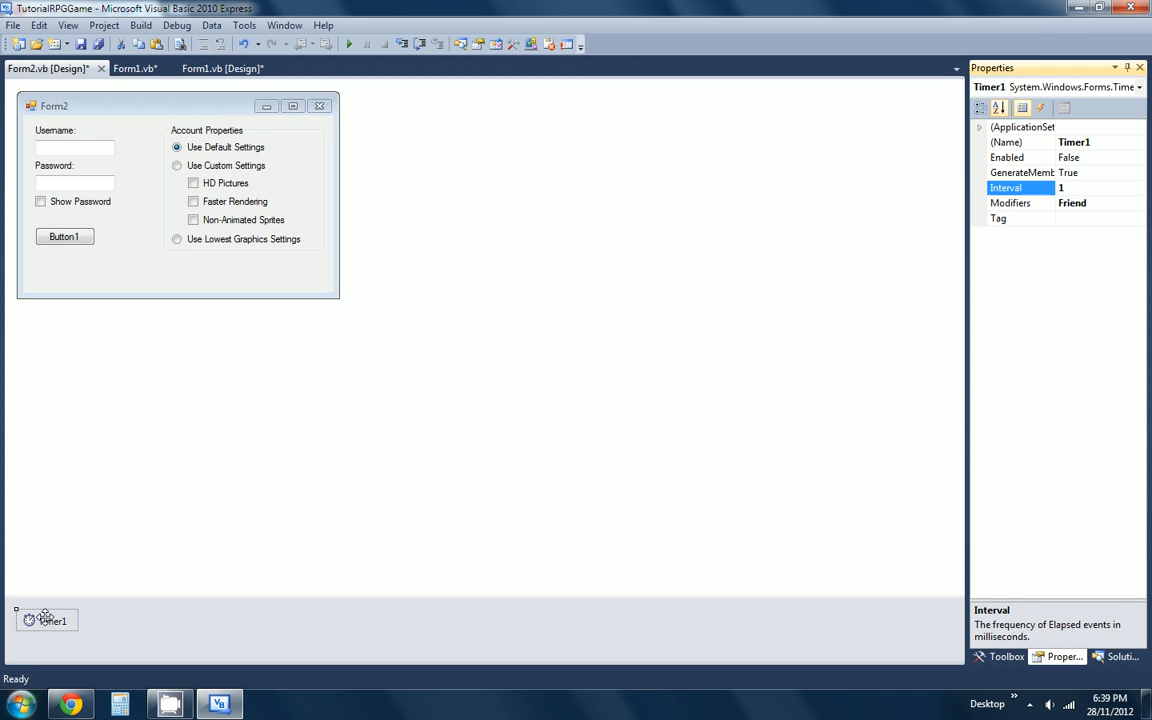 TutorialRPGGame - Microsoft Visual Basic 2010 Express
File Edit View Project Build Debug Data Tools Window Help
Form2.vb [Design]* Form1.vb* Form1.vb [Design]*
Form2
Username:
Password:
Show Password
Button1
Account Properties
Use Default Settings
Use Custom Settings
HD Pictures
Faster Rendering
Non-Animated Sprites
Use Lowest Graphics Settings
Timer1
Properties
Timer1 System.Windows.Forms.Time
(ApplicationSet
(Name) Timer1
Enabled False
GenerateMemb True
Interval 1
Modifiers Friend
Tag
Interval
The frequency of Elapsed events in
milliseconds.
Toolbox Proper... Soluti...
Ready
Desktop
6:39 PM
28/11/2012